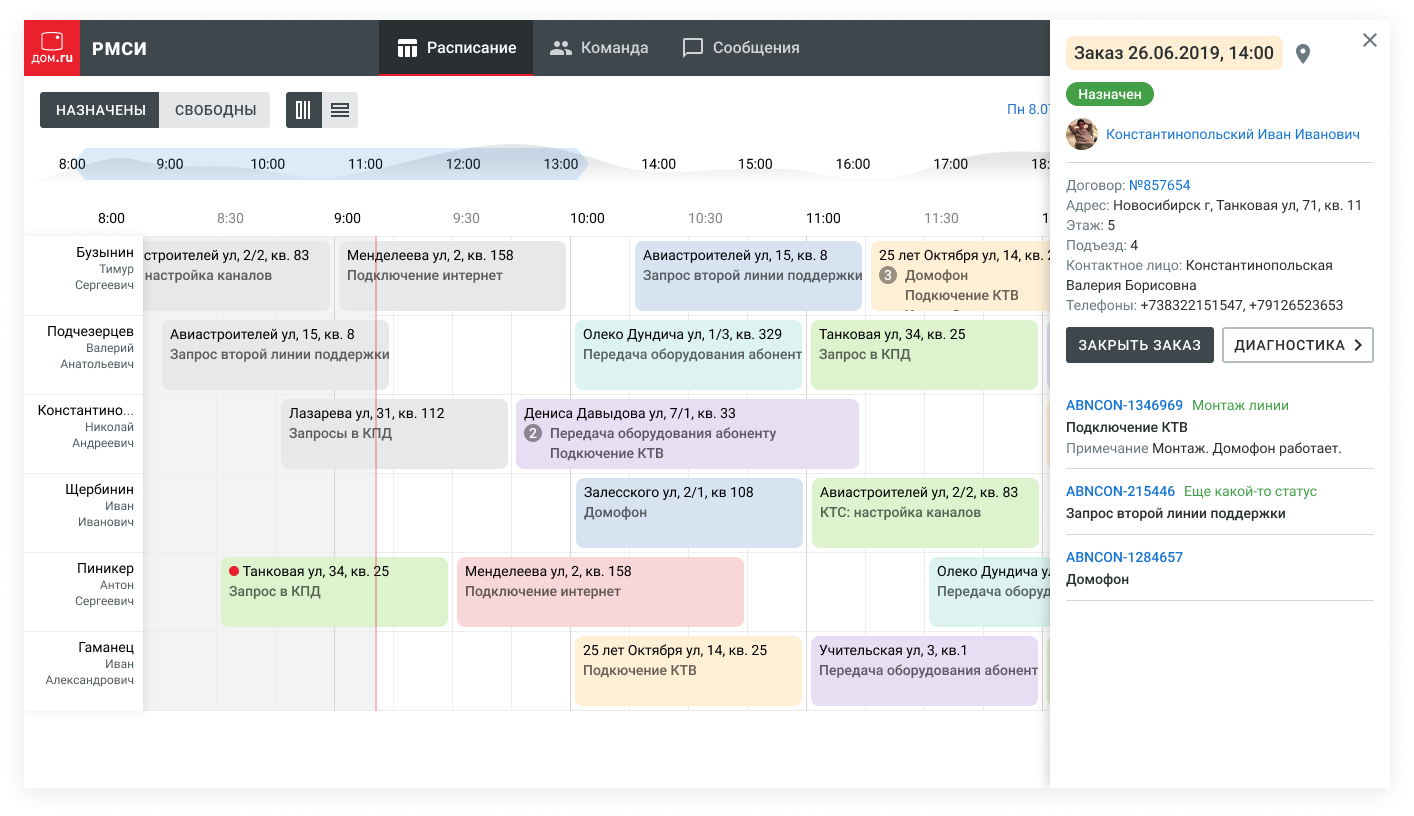 дом.ru
РМСИ
Расписание
Команда
Сообщения
НАЗНАЧЕНЫ
СВОБОДНЫ
Пн 8.07
8:00 9:00 10:00 11:00 12:00 13:00 14:00 15:00 16:00 17:00 18:
8:00 8:30 9:00 9:30 10:00 10:30 11:00 11:30 1
Бузынин
Тимур
Сергеевич
строителей ул, 2/2, кв. 83
настройка каналов
Менделеева ул, 2, кв. 158
Подключение интернет
Авиастроителей ул, 15, кв. 8
Запрос второй линии поддержки
25 лет Октября ул, 14, кв. 2
3 Домофон
Подкючение КТВ
Подчезерцев
Валерий
Анатольевич
Авиастроителей ул, 15, кв. 8
Запрос второй линии поддержки
Олеко Дундича ул, 1/3, кв. 329
Передача оборудования абонент
Танковая ул, 34, кв. 25
Запрос в КПД
Константино...
Николай
Андреевич
Лазарева ул, 31, кв. 112
Запросы в КПД
Дениса Давыдова ул, 7/1, кв. 33
2 Передача оборудования абоненту
Подкючение КТВ
Щербинин
Иван
Иванович
Залесского ул, 2/1, кв 108
Домофон
Авиастроителей ул, 2/2, кв. 83
КТС: настройка каналов
Пиникер
Антон
Сергеевич
Танковая ул, 34, кв. 25
Запрос в КПД
Менделеева ул, 2, кв. 158
Подключение интернет
Олеко Дундича ул
Передача оборуд
Гаманец
Иван
Александрович
25 лет Октября ул, 14, кв. 25
Подкючение КТВ
Учительская ул, 3, кв.1
Передача оборудования абонент
Заказ 26.06.2019, 14:00
Назначен
Константинопольский Иван Иванович
Договор: №857654
Адрес: Новосибирск г, Танковая ул, 71, кв. 11
Этаж: 5
Подъезд: 4
Контактное лицо: Константинопольская
Валерия Борисовна
Телефоны: +738322151547, +79126523653
ЗАКРЫТЬ ЗАКАЗ
ДИАГНОСТИКА
ABNCON-1346969 Монтаж линии
Подключение КТВ
Примечание Монтаж. Домофон работает.
ABNCON-215446 Еще какой-то статус
Запрос второй линии поддержки
ABNCON-1284657
Домофон